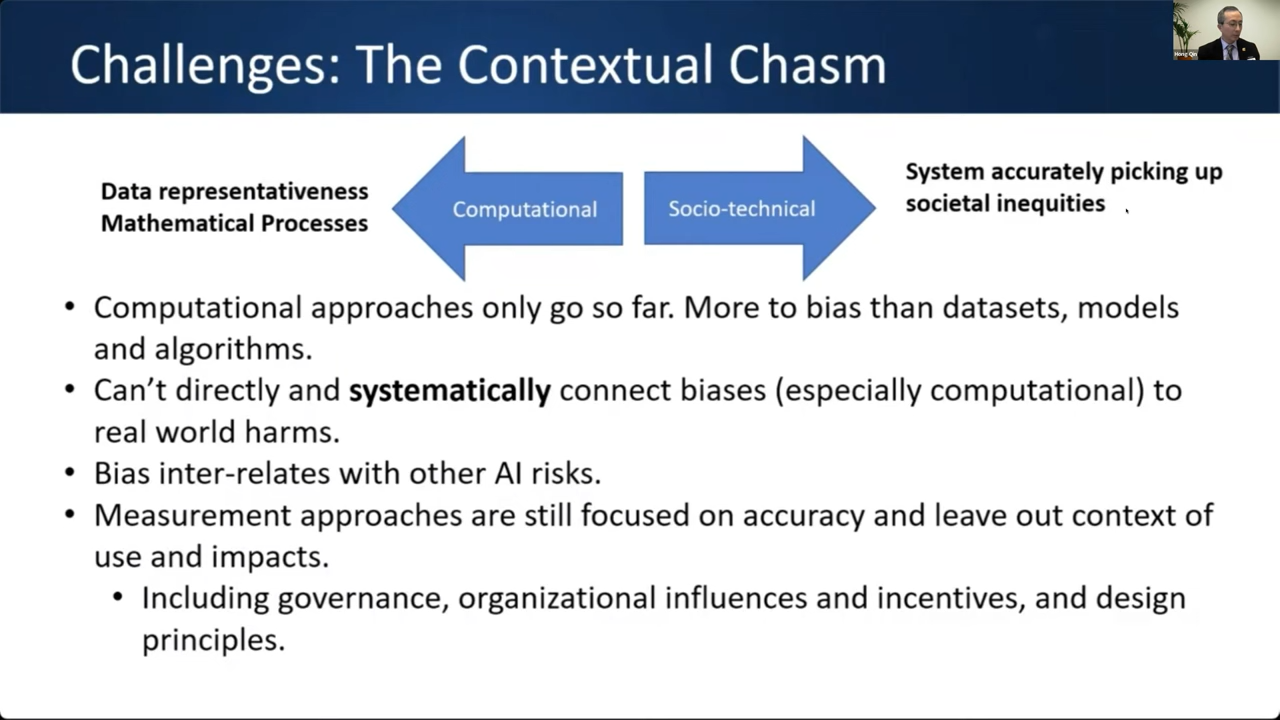 Challenges: The Contextual Chasm
Hong Qin
Data representativeness
Mathematical Processes
Computational
Socio-technical
System accurately picking up
societal inequities
• Computational approaches only go so far. More to bias than datasets, models
and algorithms.
• Can’t directly and systematically connect biases (especially computational) to
real world harms.
• Bias inter-relates with other AI risks.
• Measurement approaches are still focused on accuracy and leave out context of
use and impacts.
• Including governance, organizational influences and incentives, and design
principles.